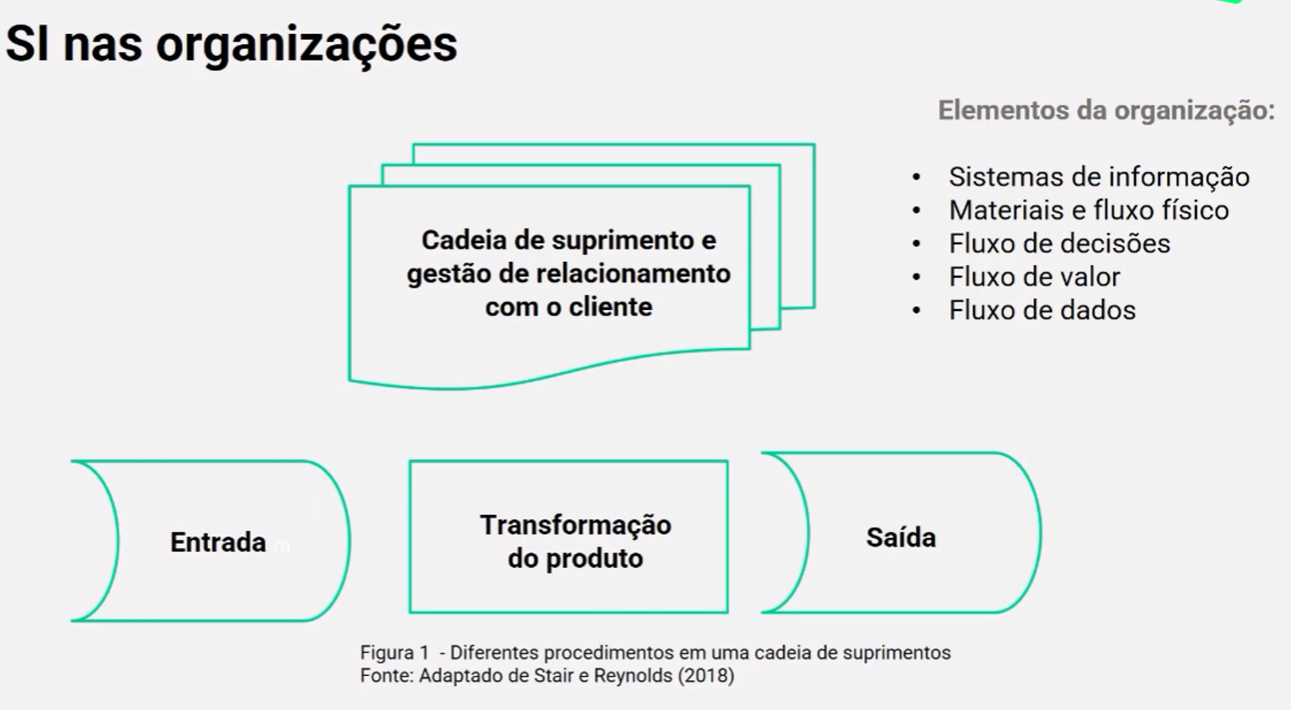 SI nas organizações
Elementos da organização:
• Sistemas de informação
• Materiais e fluxo físico
• Fluxo de decisões
• Fluxo de valor
• Fluxo de dados
Cadeia de suprimento e
gestão de relacionamento
com o cliente
Entrada m
Transformação
do produto
Saída
Figura 1 - Diferentes procedimentos em uma cadeia de suprimentos
Fonte: Adaptado de Stair e Reynolds (2018)